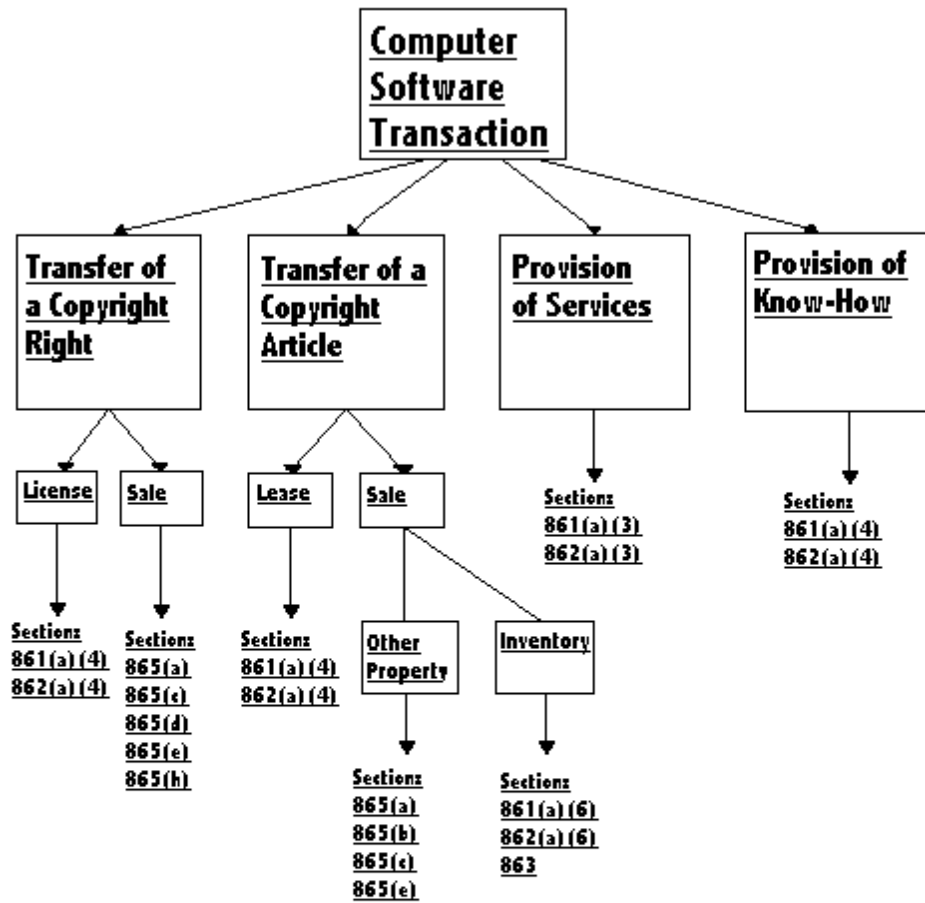 Computer
Software
Transaction
Transfer of
a Copyright
Right
Transfer of a
Copyright
Article
Provision
of Services
Provision of
Know-How
License
Sale
Lease
Sale
Sections
861(a)(3)
862(a)(3)
Sections
861(a)(4)
862(a)(4)
Sections
861(a)(4)
862(a)(4)
Sections
865(a)
865(c)
865(d)
865(e)
865(h)
Sections
861(a)(4)
862(a)(4)
Other
Property
Inventory
Sections
865(a)
865(b)
865(c)
865(e)
Sections
861(a)(6)
862(a)(6)
863